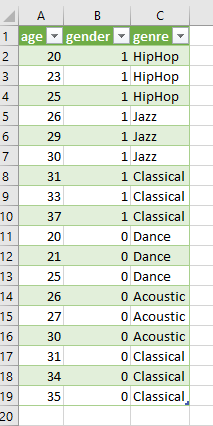 A B C
1 age gender genre
2 20 1 HipHop
3 23 1 HipHop
4 25 1 HipHop
5 26 1 Jazz
6 29 1 Jazz
7 30 1 Jazz
8 31 1 Classical
9 33 1 Classical
10 37 1 Classical
11 20 0 Dance
12 21 0 Dance
13 25 0 Dance
14 26 0 Acoustic
15 27 0 Acoustic
16 30 0 Acoustic
17 31 0 Classical
18 34 0 Classical
19 35 0 Classical
20